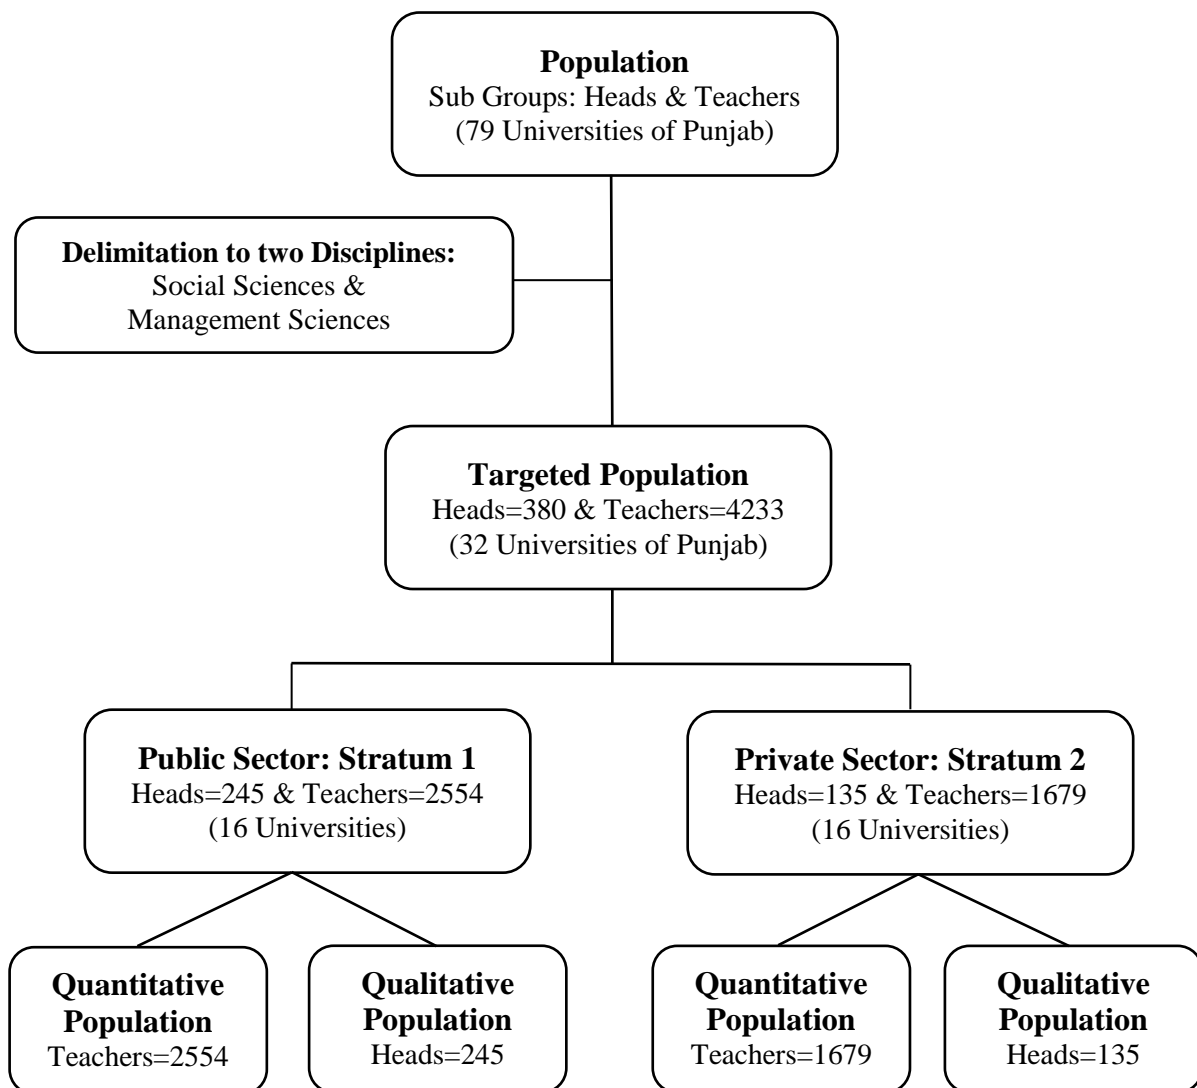 Population
Sub Groups: Heads & Teachers
(79 Universities of Punjab)
Delimitation to two Disciplines:
Social Sciences &
Management Sciences
Targeted Population
Heads=380 & Teachers=4233
(32 Universities of Punjab)
Public Sector: Stratum 1
Heads=245 & Teachers=2554
(16 Universities)
Private Sector: Stratum 2
Heads=135 & Teachers=1679
(16 Universities)
Quantitative
Population
Teachers=2554
Qualitative
Population
Heads=245
Quantitative
Population
Teachers=1679
Qualitative
Population
Heads=135